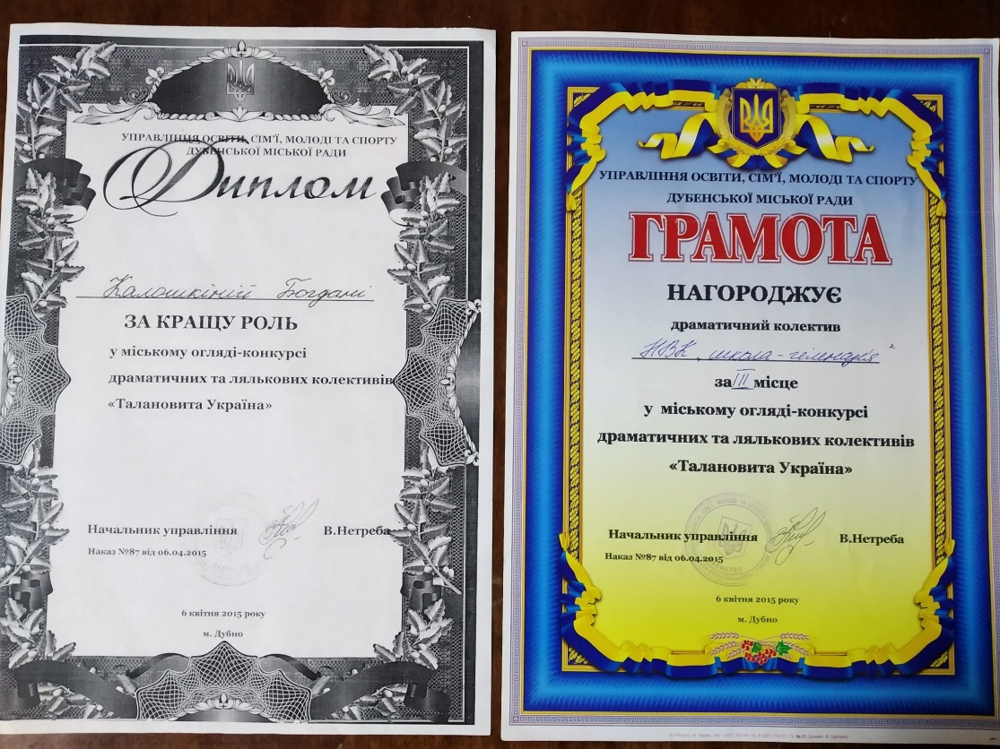 УПРАВЛІННЯ ОСВІТИ, СІМ'Ї, МОЛОДІ ТА СПОРТУ
ДУБЕНСЬКОЇ МІСЬКОЇ РАДИ
Диплом
Калошкіній Богдані
ЗА КРАЩУ РОЛЬ
у міському огляді-конкурсі
драматичних та лялькових колективів
«Талановита Україна»
Начальник управління В.Нетреба
Наказ №87 від 06.04.2015
6 квітня 2015 року
м. Дубно
УПРАВЛІННЯ ОСВІТИ, СІМ'Ї, МОЛОДІ ТА СПОРТУ
ДУБЕНСЬКОЇ МІСЬКОЇ РАДИ
ГРАМОТА
НАГОРОДЖУЄ
драматичний колектив
НВК „школа-гімназія"
за III місце
у міському огляді-конкурсі
драматичних та лялькових колективів
«Талановита Україна»
Начальник управління В.Нетреба
Наказ №87 від 06.04.2015
6 квітня 2015 року
м. Дубно